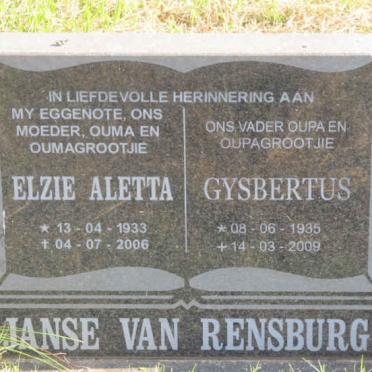 IN LIEFDEVOLLE HERINNERING AAN
MY EGGENOTE, ONS
MOEDER, OUMA EN
OUMAGROOTJIE
ELZIE ALETTA
★ 13 - 04 - 1933
✝ 04 - 07 - 2006
ONS VADER OUPA EN
OUPAGROOTJIE
GYSBERTUS
★ 08 - 06 - 1935
✝ 14 - 03 - 2009
JANSE VAN RENSBURG